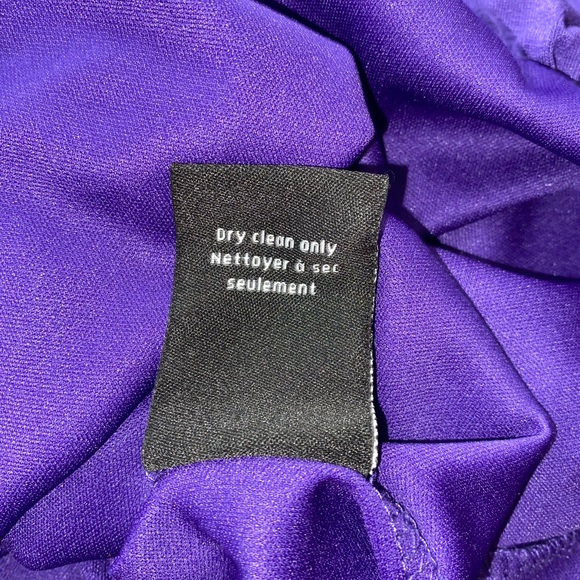 Dry clean only
Nettoyer à sec
seulement